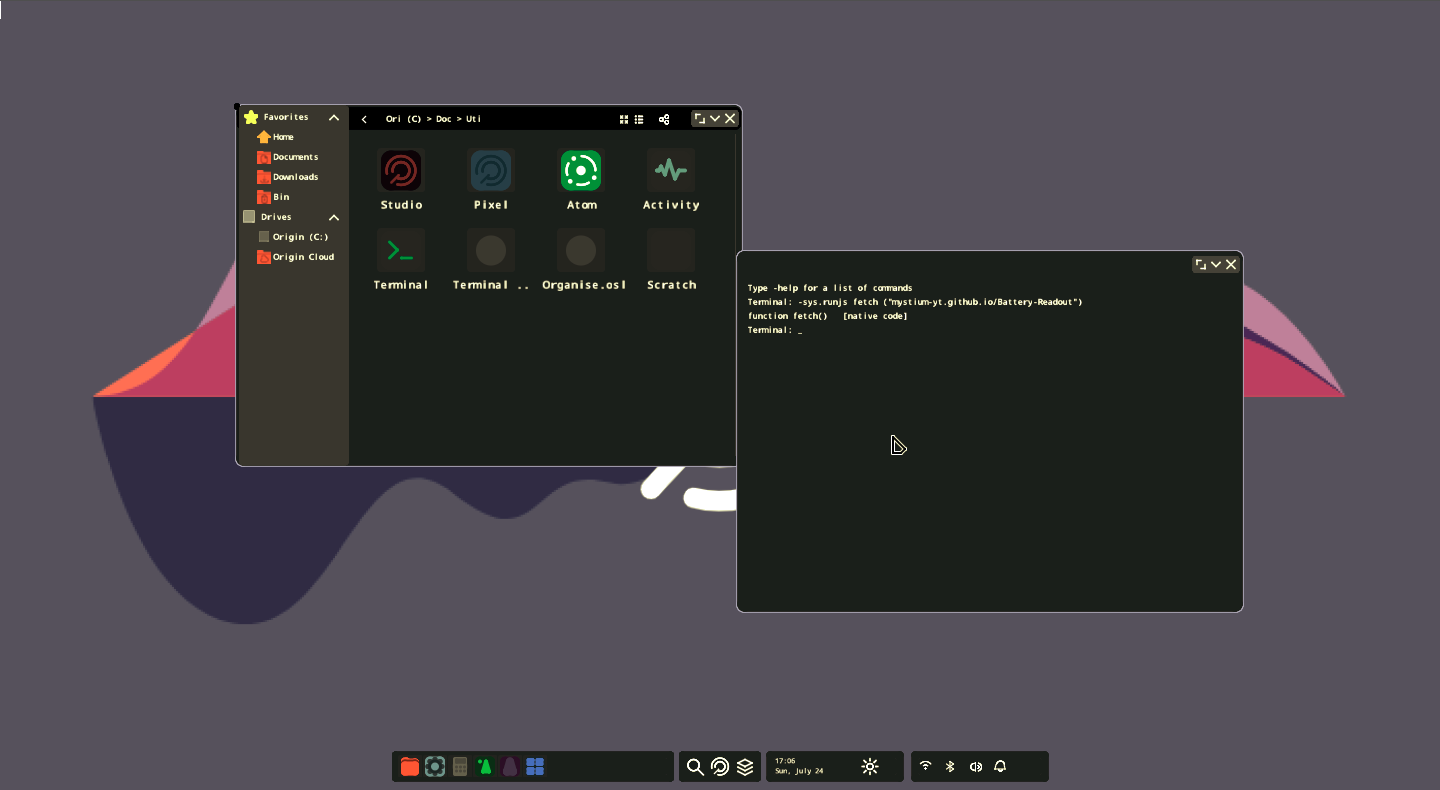 Favorites
Home
Documents
Downloads
Bin
Drives
Origin (C:)
Origin Cloud
Ori (C) > Doc > Uti
Studio Pixel Atom Activity
Terminal Terminal .. Organise.osl Scratch
Type -help for a list of commands
Terminal: -sys.runjs fetch ("mystium-yt.github.io/Battery-Readout")
function fetch() [native code]
Terminal: _
17:06
Sun, July 24